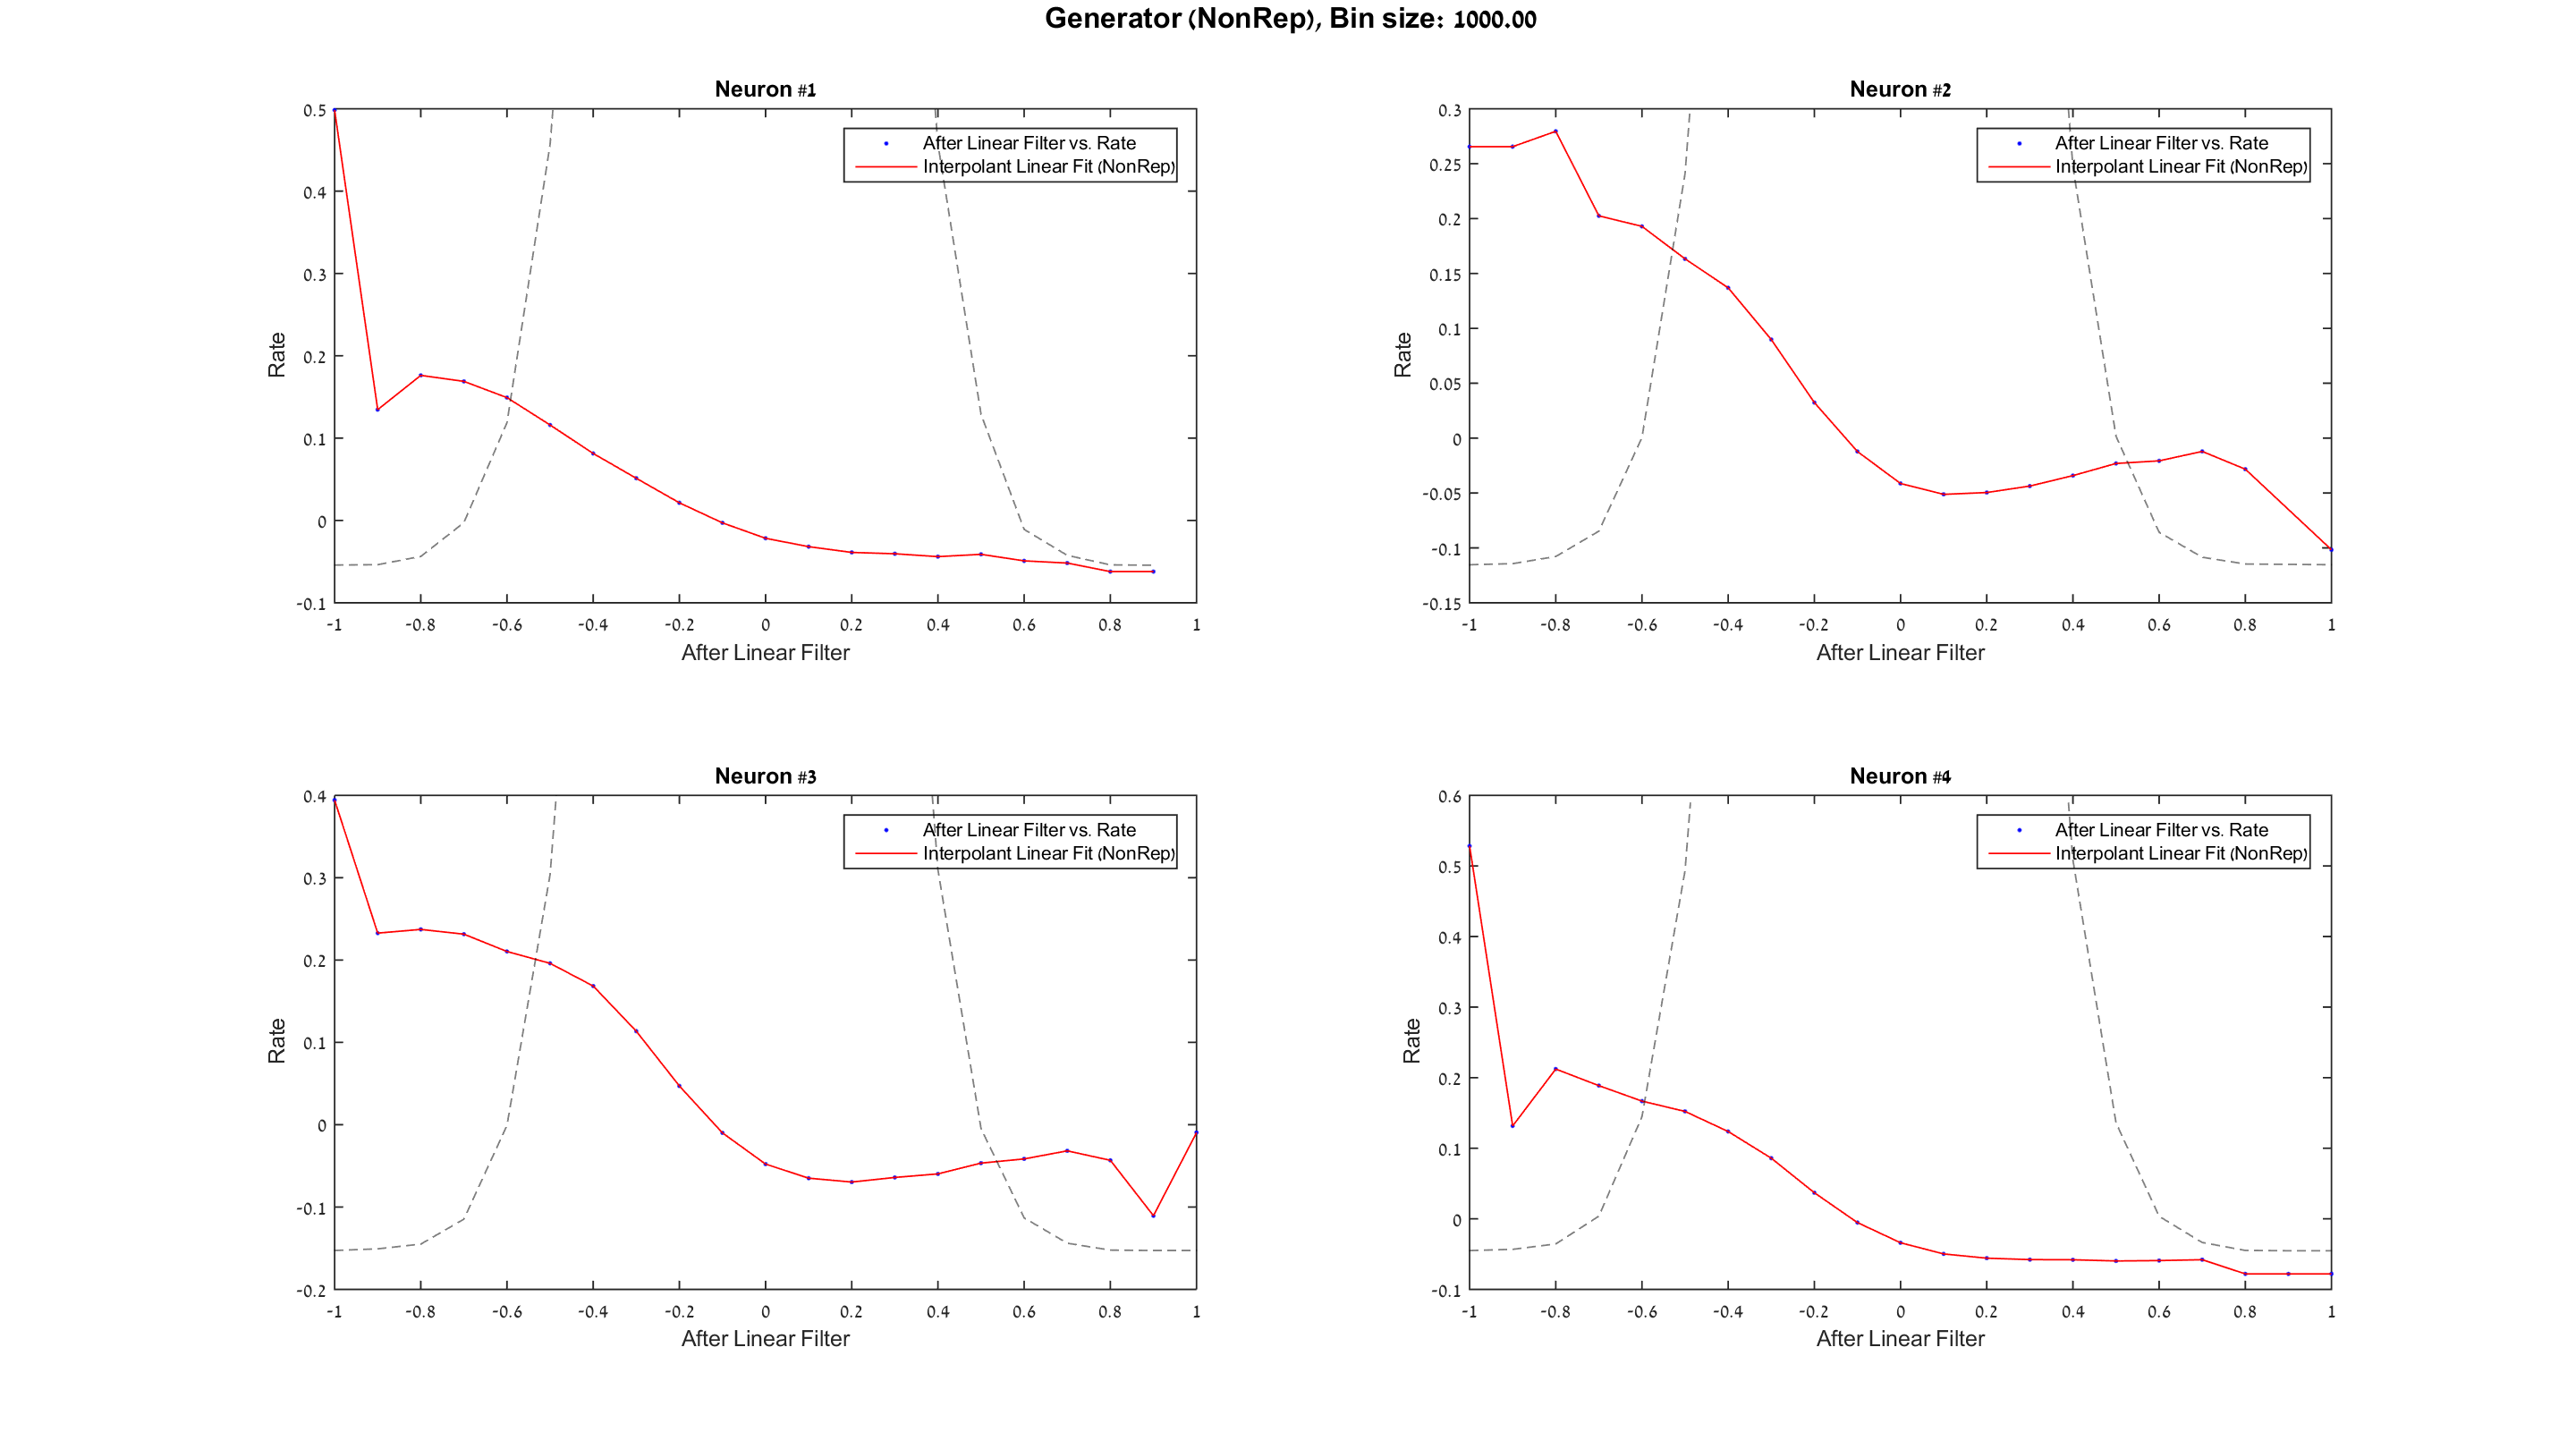 Generator (NonRep), Bin size: 1000.00
Neuron #1
0.5
0.4
0.3
0.2
0.1
0
-0.1
Rate
After Linear Filter vs. Rate
Interpolant Linear Fit (NonRep)
-1 -0.8 -0.6 -0.4 -0.2 0 0.2 0.4 0.6 0.8 1
After Linear Filter
Neuron #2
0.3
0.25
0.2
0.15
0.1
0.05
0
-0.05
-0.1
-0.15
Rate
After Linear Filter vs. Rate
Interpolant Linear Fit (NonRep)
-1 -0.8 -0.6 -0.4 -0.2 0 0.2 0.4 0.6 0.8 1
After Linear Filter
Neuron #3
0.4
0.3
0.2
0.1
0
-0.1
-0.2
Rate
After Linear Filter vs. Rate
Interpolant Linear Fit (NonRep)
-1 -0.8 -0.6 -0.4 -0.2 0 0.2 0.4 0.6 0.8 1
After Linear Filter
Neuron #4
0.6
0.5
0.4
0.3
0.2
0.1
0
-0.1
Rate
After Linear Filter vs. Rate
Interpolant Linear Fit (NonRep)
-1 -0.8 -0.6 -0.4 -0.2 0 0.2 0.4 0.6 0.8 1
After Linear Filter